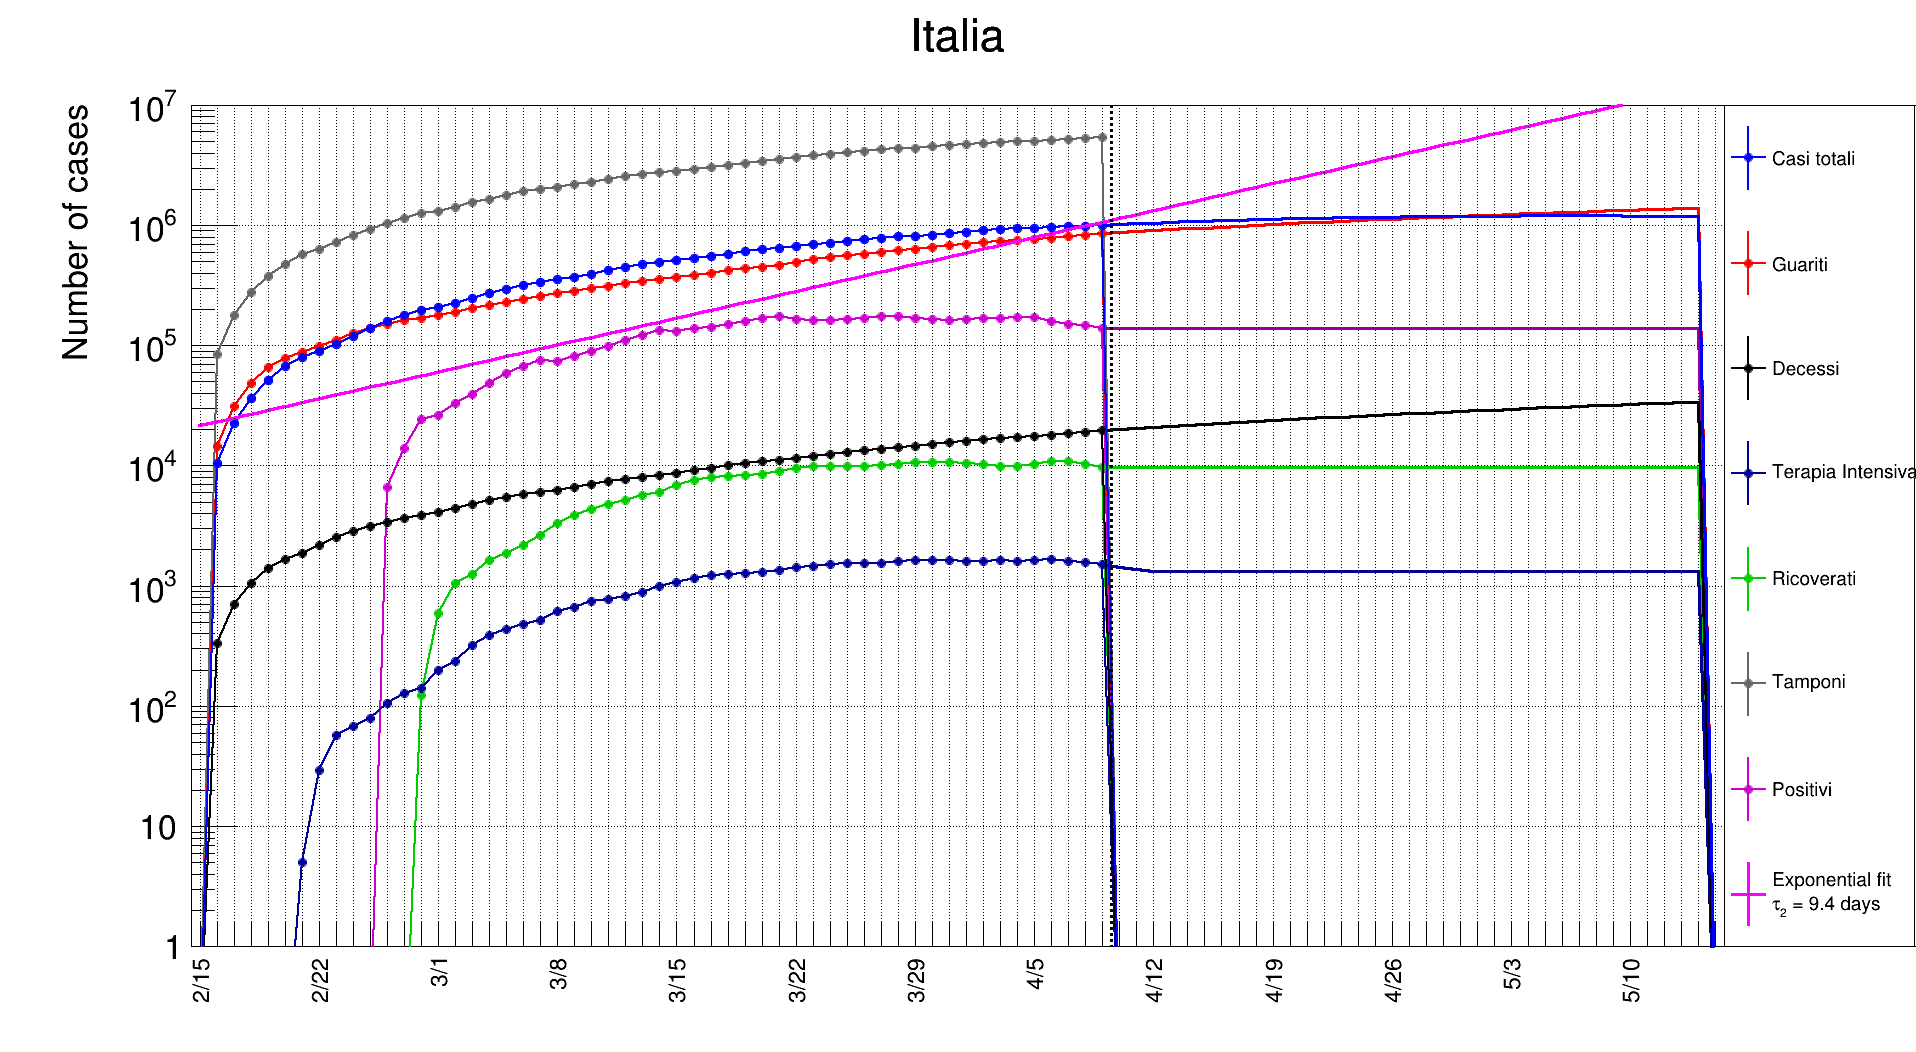 Italia
Number of cases
10^7
10^6
10^5
10^4
10^3
10^2
10
1
2/15
2/22
3/1
3/8
3/15
3/22
3/29
4/5
4/12
4/19
4/26
5/3
5/10
Casi totali
Guariti
Decessi
Terapia Intensiva
Ricoverati
Tamponi
Positivi
Exponential fit
τ₂ = 9.4 days